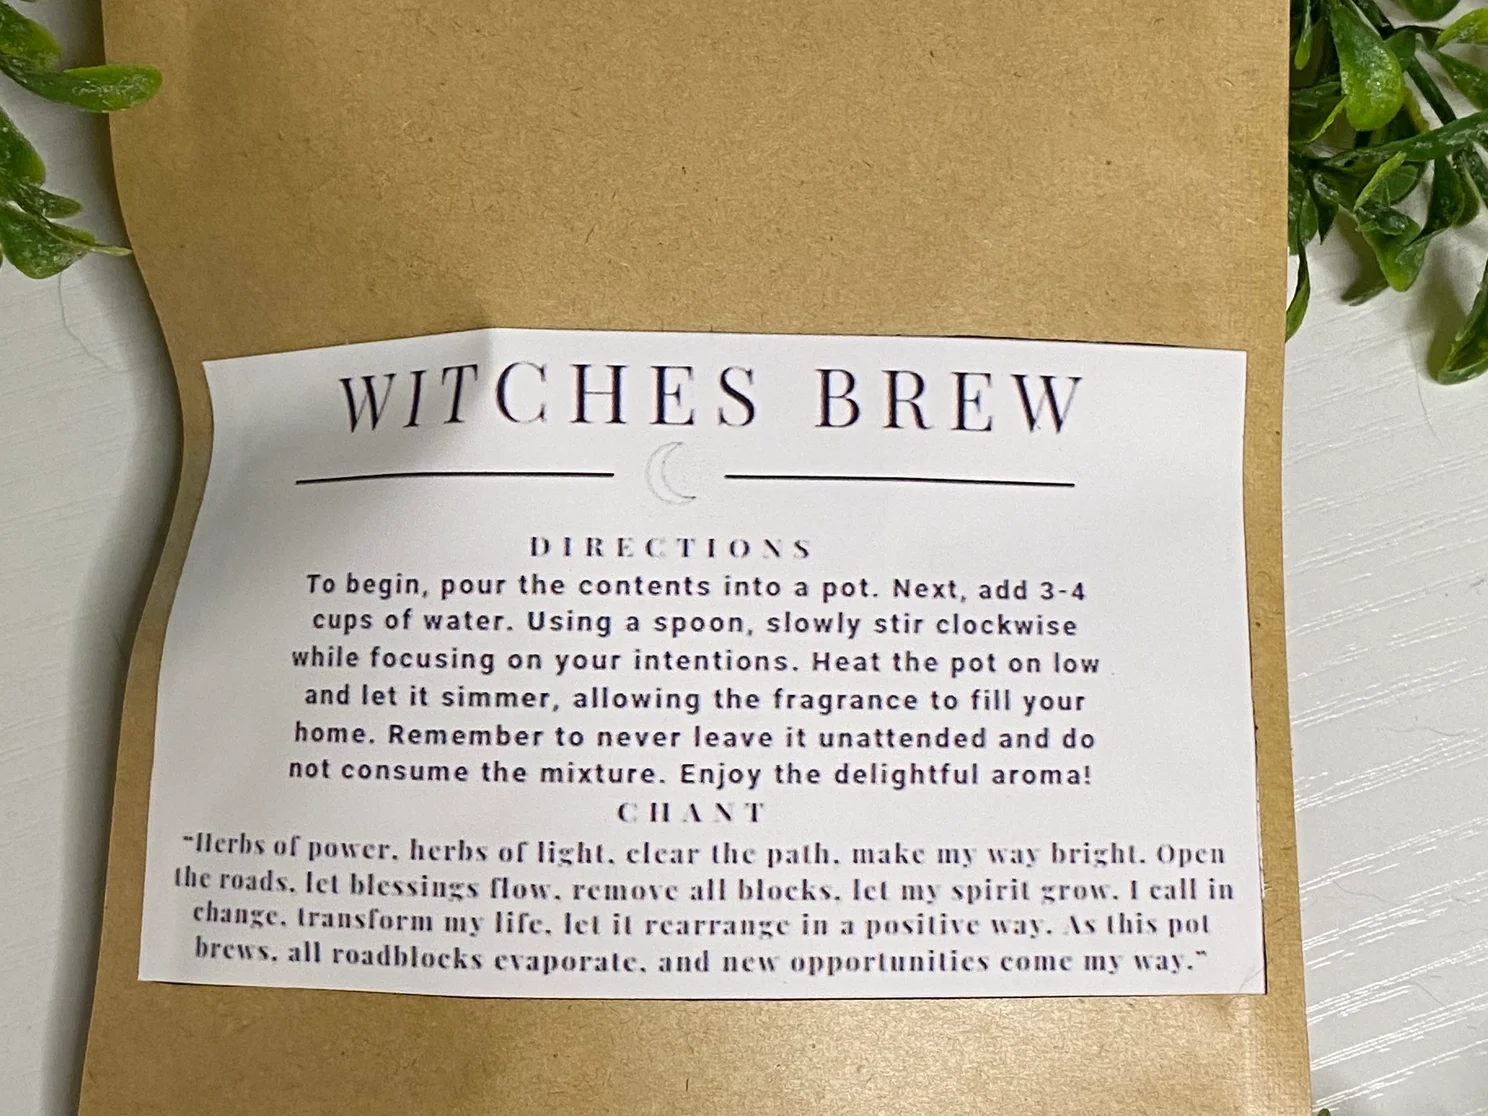 WITCHES BREW
DIRECTIONS
To begin, pour the contents into a pot. Next, add 3-4
cups of water. Using a spoon, slowly stir clockwise
while focusing on your intentions. Heat the pot on low
and let it simmer, allowing the fragrance to fill your
home. Remember to never leave it unattended and do
not consume the mixture. Enjoy the delightful aroma!
CHANT
"Herbs of power, herbs of light, clear the path, make my way bright. Open
the roads, let blessings flow, remove all blocks, let my spirit grow. I call in
change, transform my life, let it rearrange in a positive way. As this pot
brews, all roadblocks evaporate, and new opportunities come my way."